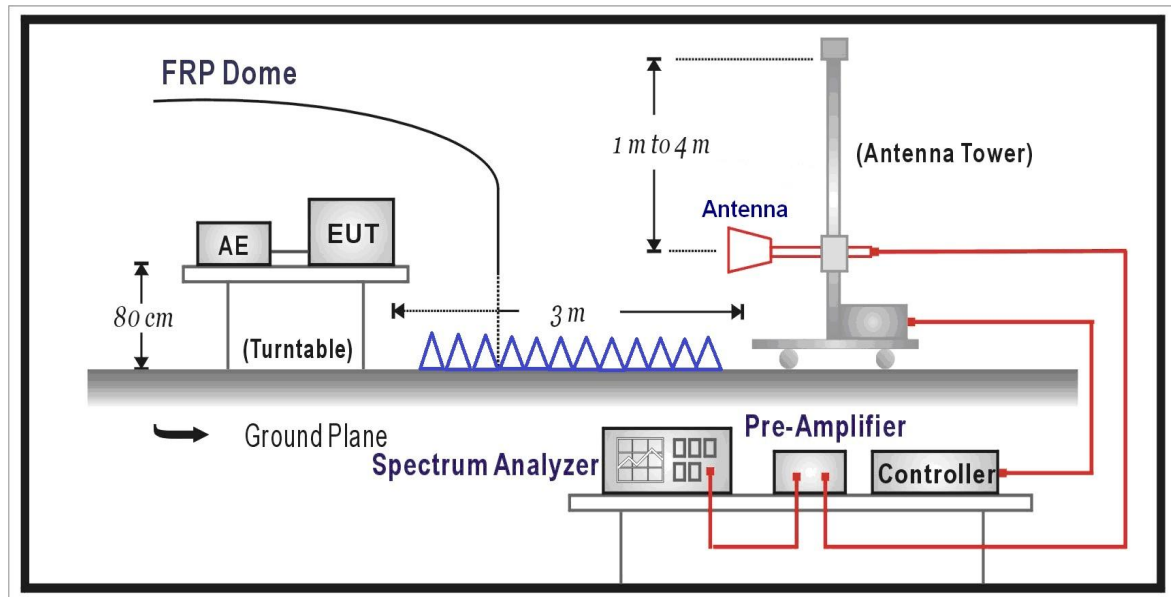 FRP Dome
1 m to 4 m
(Antenna Tower)
Antenna
AE
EUT
80 cm
3 m
(Turntable)
Ground Plane
Pre-Amplifier
Spectrum Analyzer
Controller